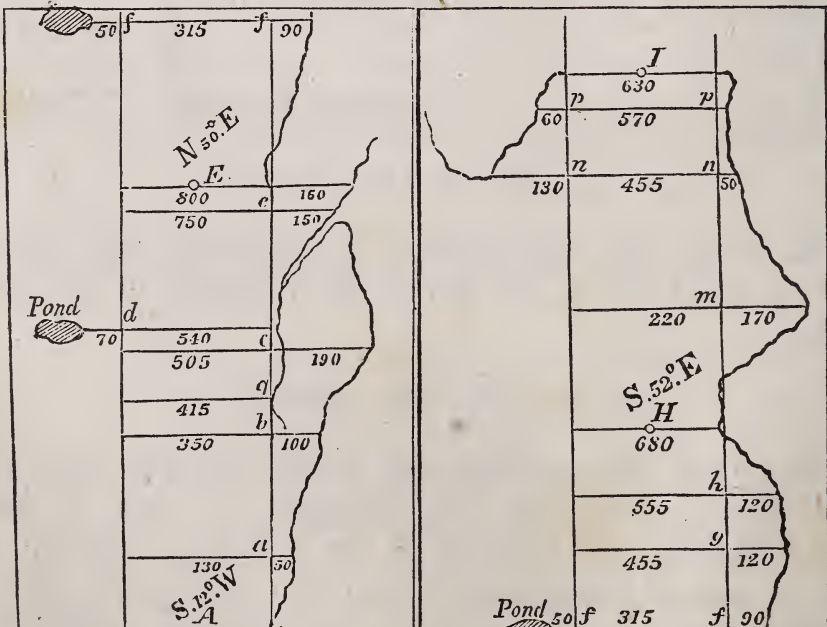 50 f 315 f 90
N 50° E
E
800 160
e
750 150
Pond d
70 540
c
505 190
q
415
b
350 100
a
130 50
S. 12° W
A
I
630
p p
60 570
n n
130 455 50
m
220 170
S. 52° E
H
680
h
555 120
g
455 120
Pond 50 f 315 f 90